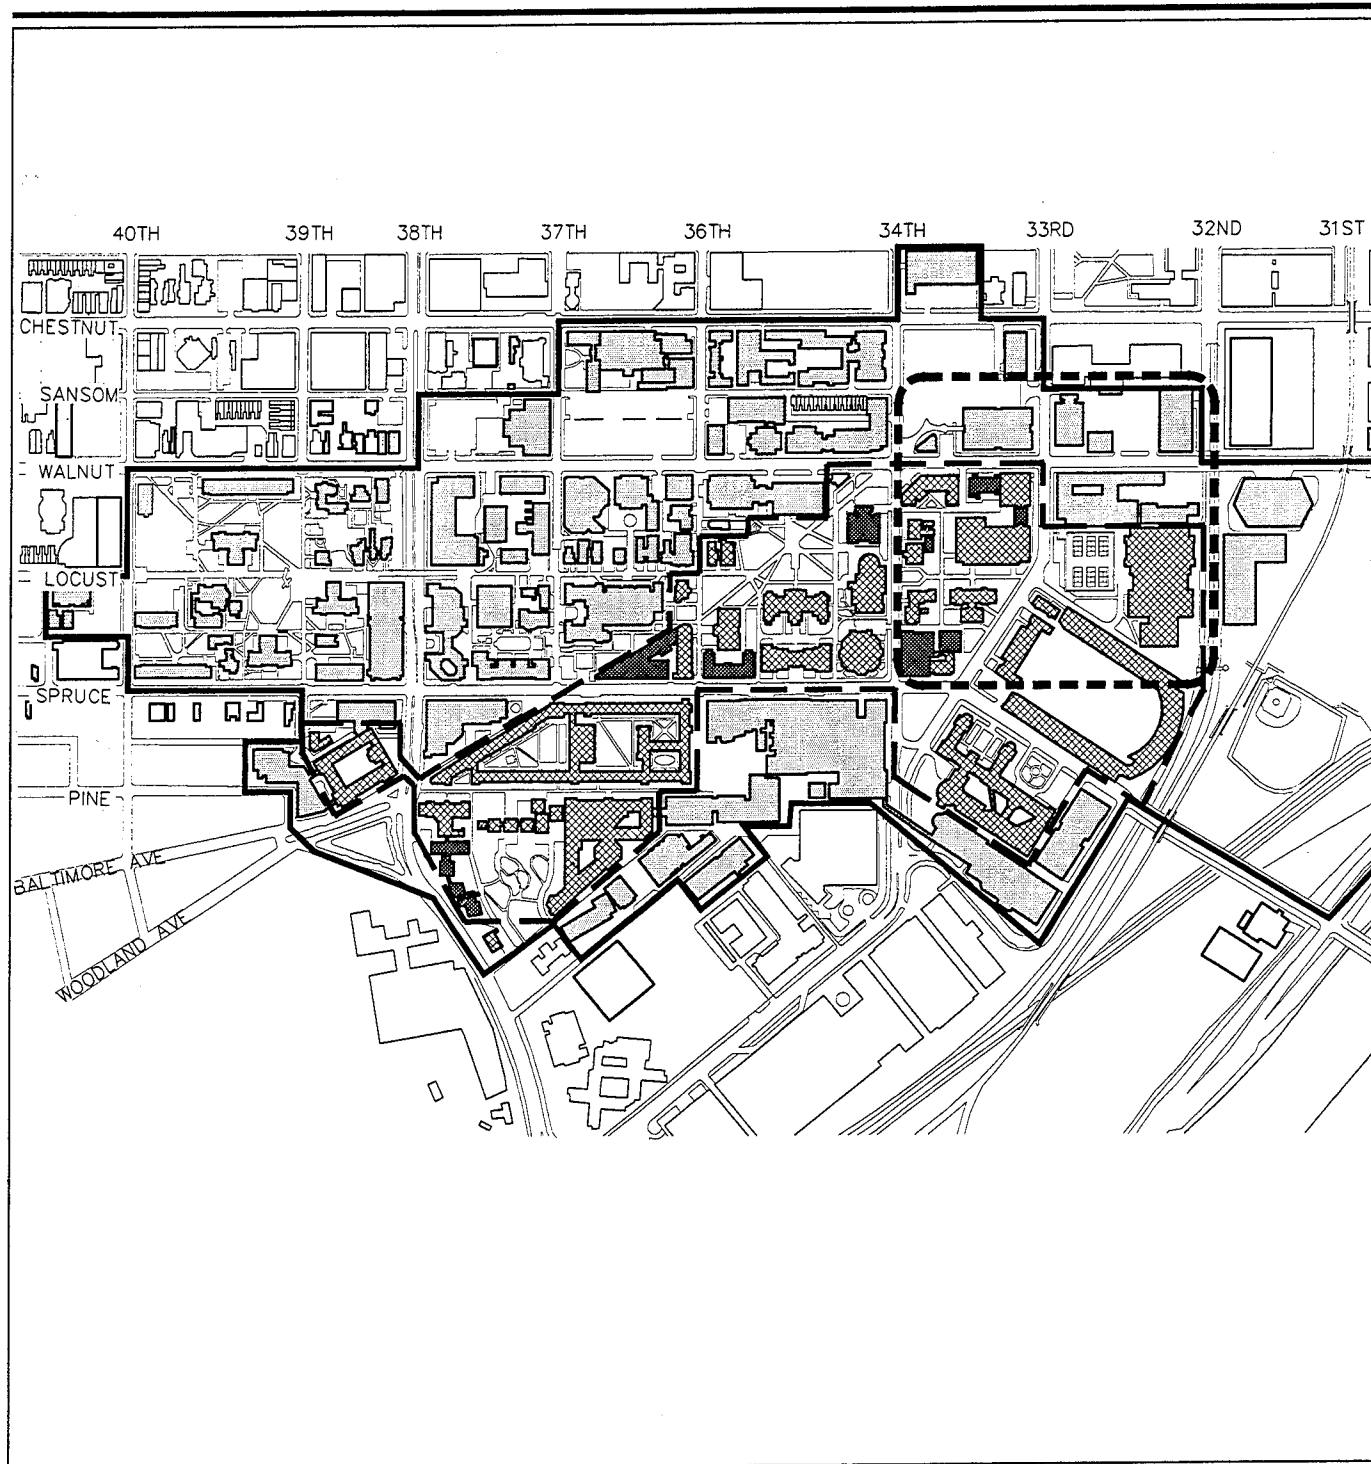 40TH 39TH 38TH 37TH 36TH 34TH 33RD 32ND 31ST
CHESTNUT
SANSOM
WALNUT
LOCUST
SPRUCE
PINE
BALTIMORE AVE
WOODLAND AVE